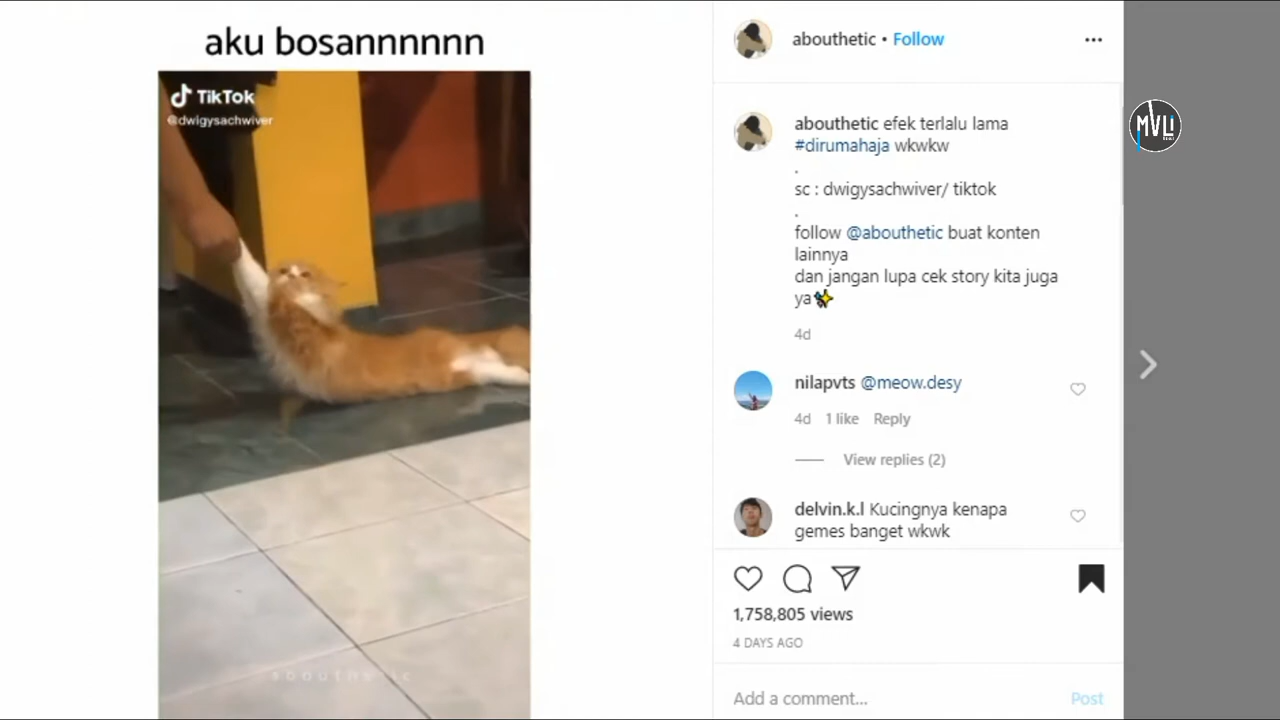 aku bosannnnnn
TikTok
@dwigysachwiver
abouthetic • Follow
abouthetic efek terlalu lama
#dirumahaja wkwkw
.
sc : dwigysachwiver/ tiktok
.
follow @abouthetic buat konten
lainnya
dan jangan lupa cek story kita juga
ya✨
4d
nilapvts @meow.desy
4d 1 like Reply
View replies (2)
delvin.k.l Kucingnya kenapa
gemes banget wkwk
1,758,805 views
4 DAYS AGO
Add a comment... Post
MVLi